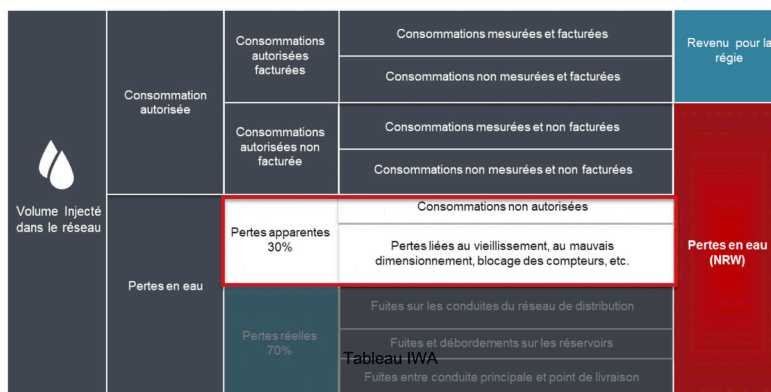 Volume Injecté
dans le réseau
Consommation
autorisée
Consommations
autorisées
facturées
Consommations mesurées et facturées
Consommations non mesurées et facturées
Revenu pour la
régie
Consommations
autorisées non
facturée
Consommations mesurées et non facturées
Consommations non mesurées et non facturées
Pertes en eau
Pertes apparentes
30%
Consommations non autorisées
Pertes liées au vieillissement, au mauvais
dimensionnement, blocage des compteurs, etc.
Pertes en eau
(NRW)
Pertes réelles
70%
Fuites sur les conduites du réseau de distribution
Fuites et débordements sur les réservoirs
Tableau IWA
Fuites entre conduite principale et point de livraison